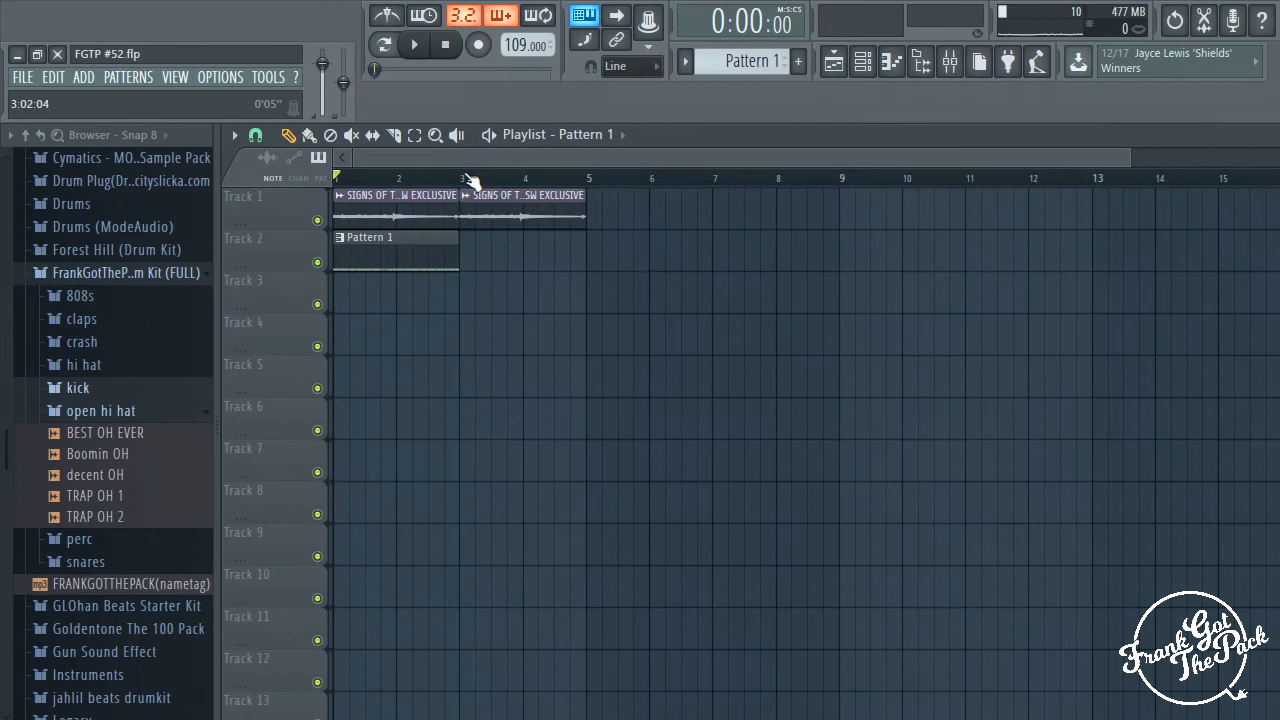 FGTP #52.flp
FILE EDIT ADD PATTERNS VIEW OPTIONS TOOLS ?
3:02:04 0'05"
3.2.
109.000
Line
0:00:00 M:S:CS
Pattern 1 +
10 477 MB
0
12/17 Jayce Lewis 'Shields'
Winners
Browser - Snap 8
Playlist - Pattern 1
NOTE CHAN PAT
1 2 3 4 5 6 7 8 9 10 11 12 13 14 15
Cymatics - MO..Sample Pack
Drum Plug(Dr..cityslicka.com
Drums
Drums (ModeAudio)
Forest Hill (Drum Kit)
FrankGotTheP..m Kit (FULL)
808s
claps
crash
hi hat
kick
open hi hat
BEST OH EVER
Boomin OH
decent OH
TRAP OH 1
TRAP OH 2
perc
snares
mp3 FRANKGOTTHEPACK(nametag)
GLOhan Beats Starter Kit
Goldentone The 100 Pack
Gun Sound Effect
Instruments
jahlil beats drumkit
Track 1
SIGNS OF T..W EXCLUSIVE
SIGNS OF T..SW EXCLUSIVE
Track 2
Pattern 1
Track 3
Track 4
Track 5
Track 6
Track 7
Track 8
Track 9
Track 10
Track 11
Track 12
Track 13
Frank Got
The Pack